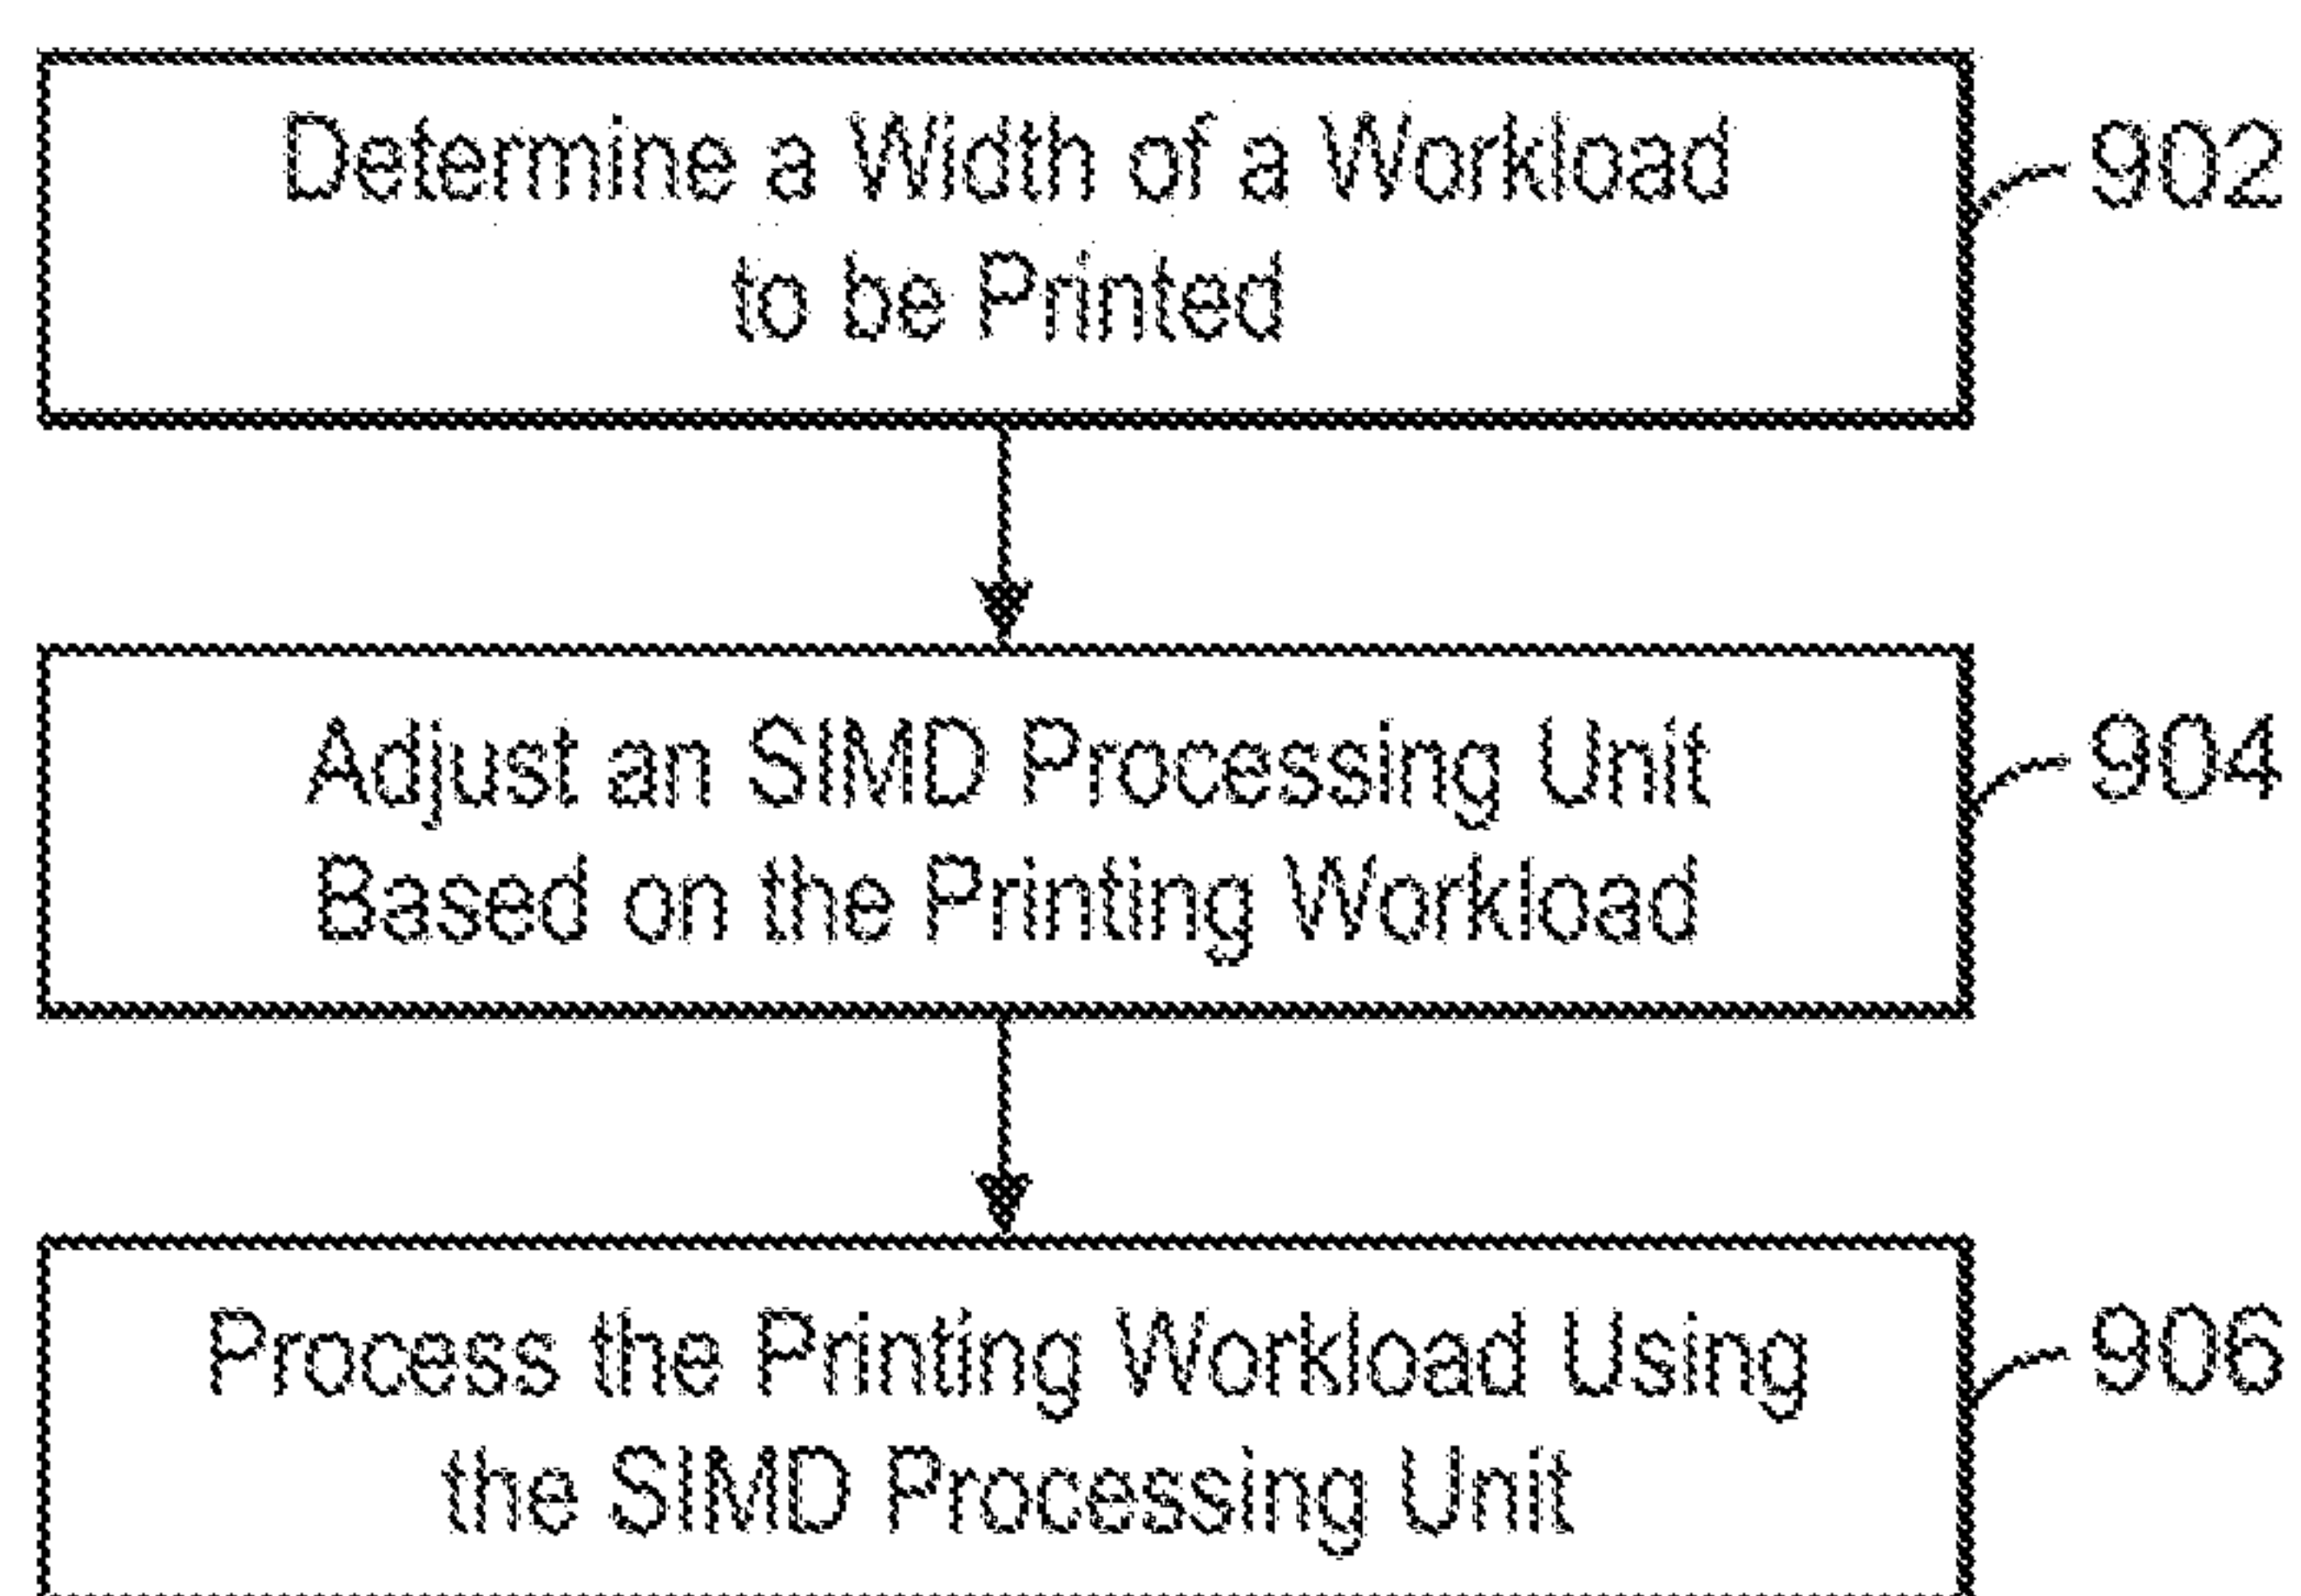 Determine a Width of a Workload
to be Printed
902
Adjust an SIMD Processing Unit
Based on the Printing Workload
904
Process the Printing Workload Using
the SIMD Processing Unit
906